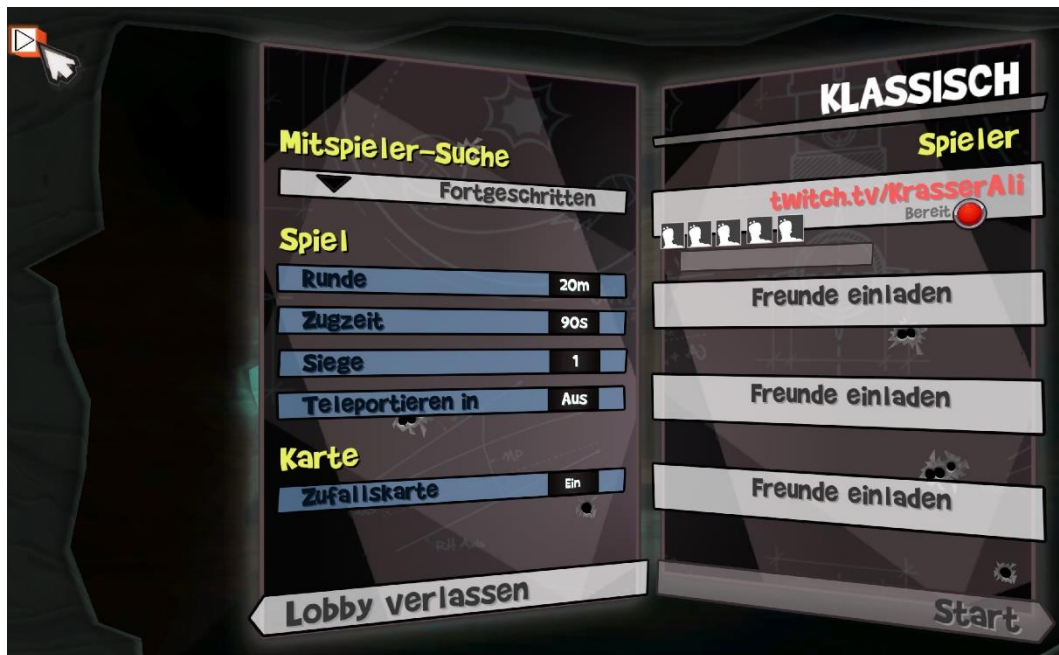 Mitspieler-Suche
Fortgeschritten
Spiel
Runde 20m
Zugzeit 90s
Siege 1
Teleportieren in Aus
Karte
Zufallskarte Ein
Lobby verlassen
KLASSISCH
Spieler
twitch.tv/KrasserAli
Bereit
Freunde einladen
Freunde einladen
Freunde einladen
Start